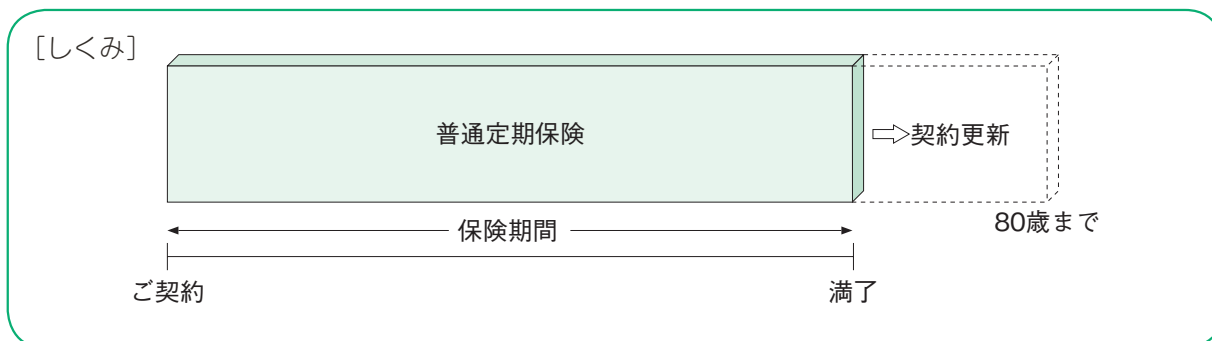 ［しくみ］
普通定期保険
⇨契約更新
80歳まで
保険期間
ご契約
満了